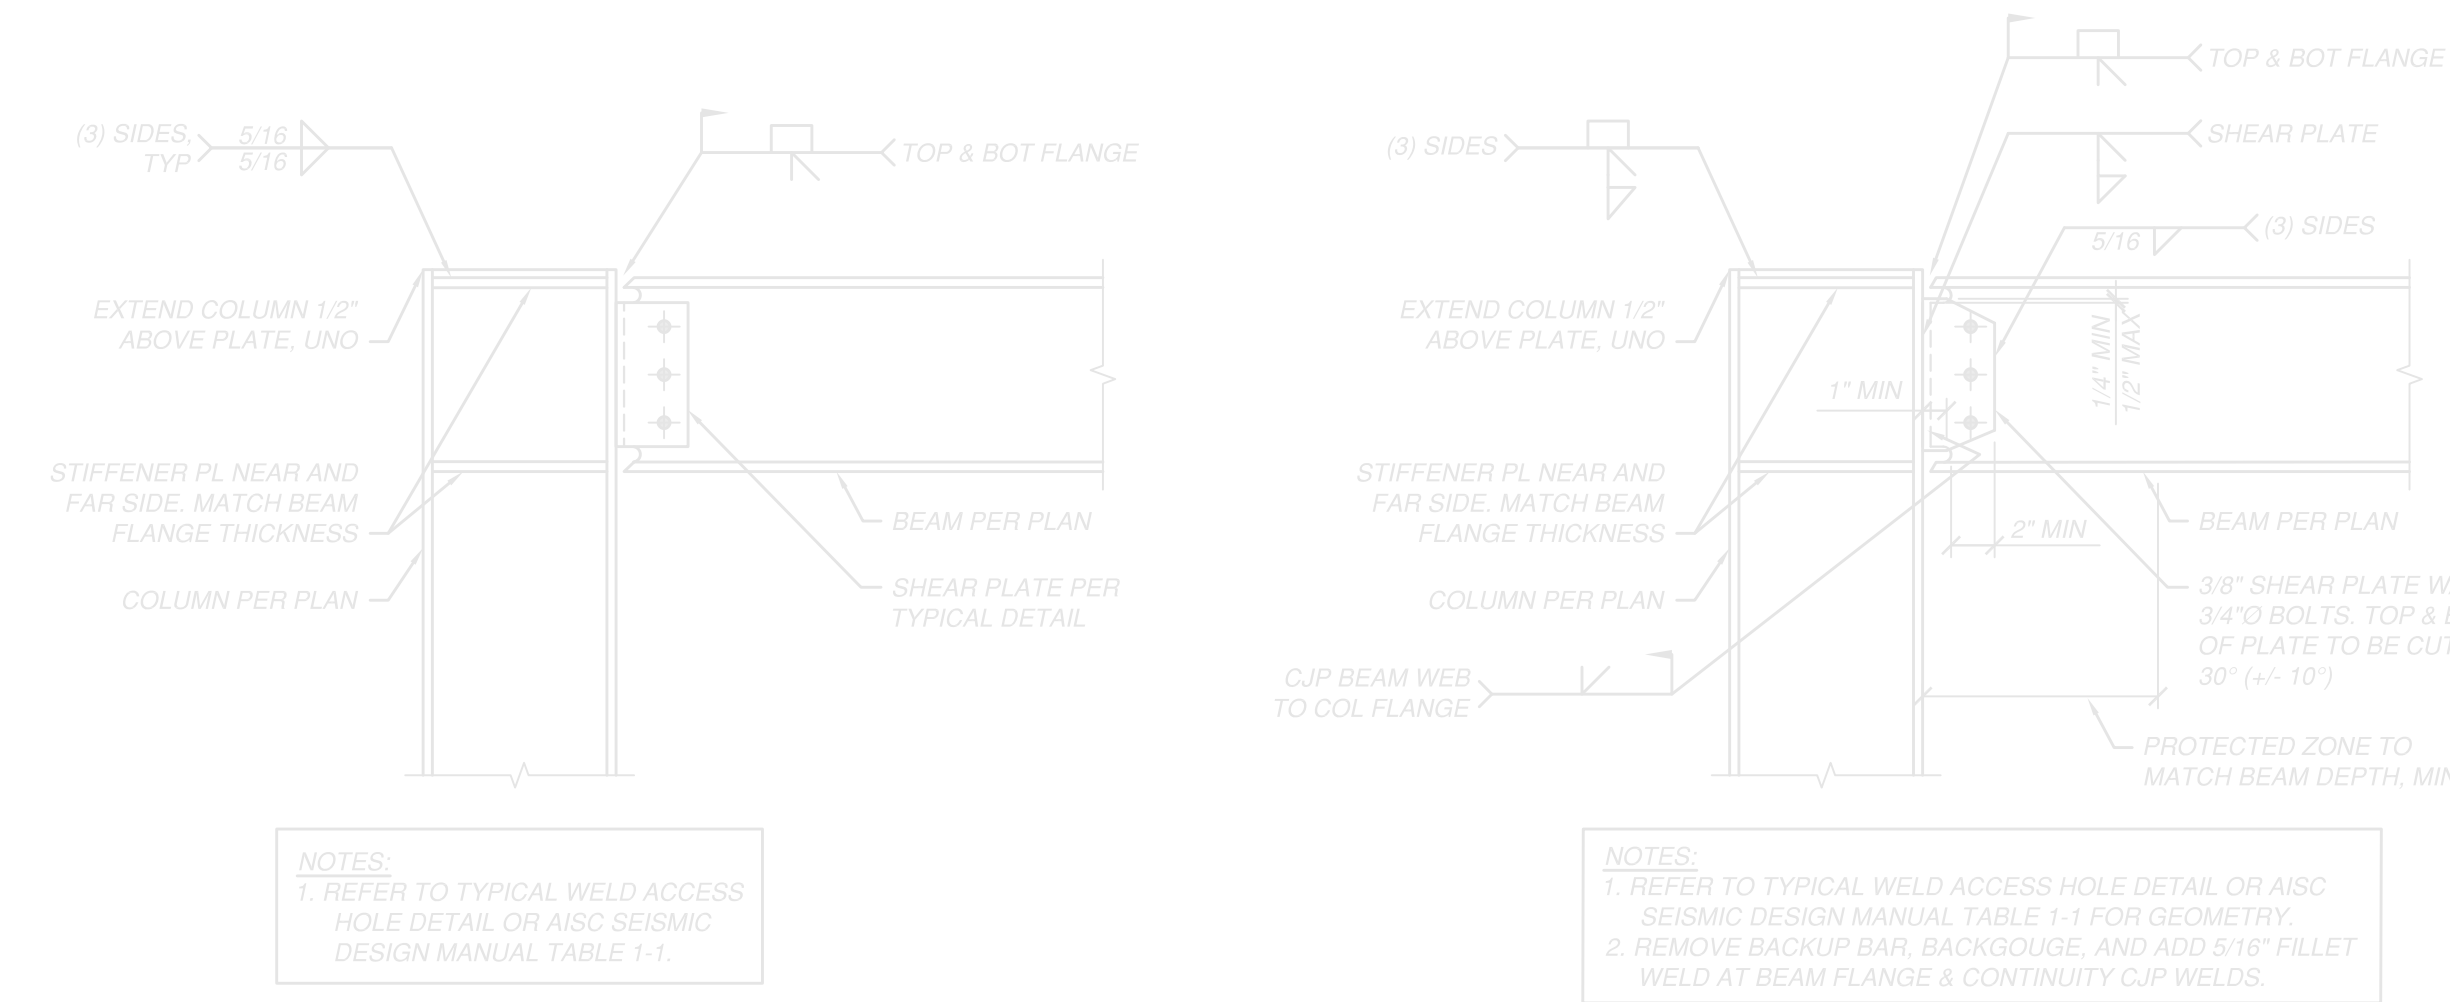 (3) SIDES,
TYP
5/16
5/16
TOP & BOT FLANGE
EXTEND COLUMN 1/2"
ABOVE PLATE, UNO
STIFFENER PL NEAR AND
FAR SIDE. MATCH BEAM
FLANGE THICKNESS
COLUMN PER PLAN
BEAM PER PLAN
SHEAR PLATE PER
TYPICAL DETAIL
NOTES:
1. REFER TO TYPICAL WELD ACCESS
HOLE DETAIL OR AISC SEISMIC
DESIGN MANUAL TABLE 1-1.
TOP & BOT FLANGE
(3) SIDES
SHEAR PLATE
5/16
(3) SIDES
EXTEND COLUMN 1/2"
ABOVE PLATE, UNO
1/4" MIN
1/2" MAX
1" MIN
STIFFENER PL NEAR AND
FAR SIDE. MATCH BEAM
FLANGE THICKNESS
BEAM PER PLAN
2" MIN
COLUMN PER PLAN
3/8" SHEAR PLATE
3/4"Ø BOLTS. TOP &
OF PLATE TO BE CUT
30° (+/- 10°)
CJP BEAM WEB
TO COL FLANGE
PROTECTED ZONE TO
MATCH BEAM DEPTH, MIN
NOTES:
1. REFER TO TYPICAL WELD ACCESS HOLE DETAIL OR AISC
SEISMIC DESIGN MANUAL TABLE 1-1 FOR GEOMETRY.
2. REMOVE BACKUP BAR, BACKGOUGE, AND ADD 5/16" FILLET
WELD AT BEAM FLANGE & CONTINUITY CJP WELDS.